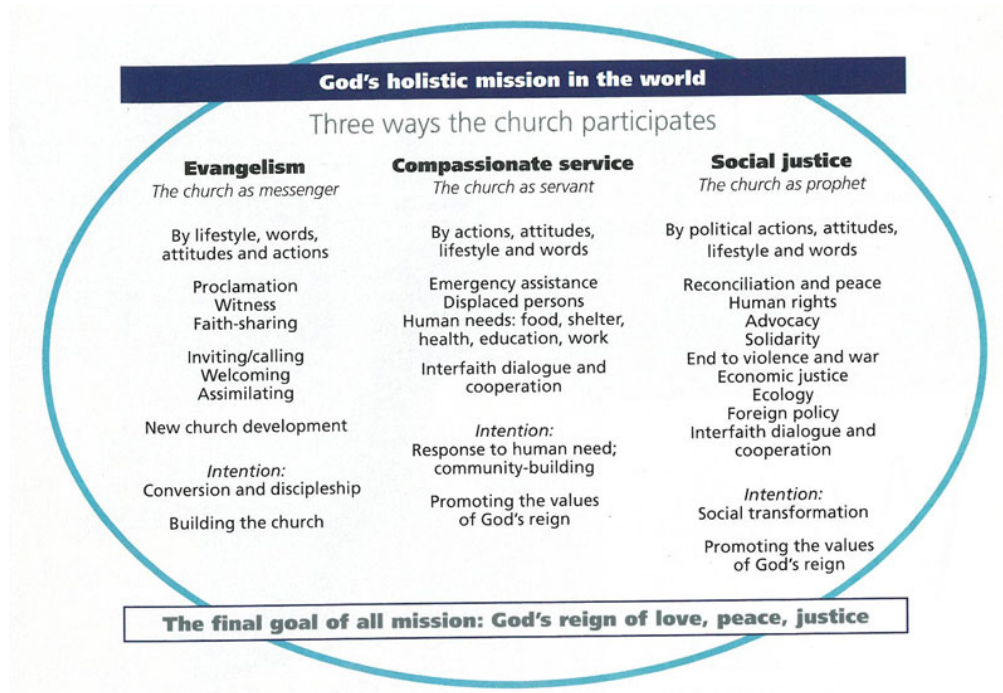 God's holistic mission in the world
Three ways the church participates
Evangelism
The church as messenger
By lifestyle, words,
attitudes and actions
Proclamation
Witness
Faith-sharing
Inviting/calling
Welcoming
Assimilating
New church development
Intention:
Conversion and discipleship
Building the church
Compassionate service
The church as servant
By actions, attitudes,
lifestyle and words
Emergency assistance
Displaced persons
Human needs: food, shelter,
health, education, work
Interfaith dialogue and
cooperation
Intention:
Response to human need;
community-building
Promoting the values
of God's reign
Social justice
The church as prophet
By political actions, attitudes,
lifestyle and words
Reconciliation and peace
Human rights
Advocacy
Solidarity
End to violence and war
Economic justice
Ecology
Foreign policy
Interfaith dialogue and
cooperation
Intention:
Social transformation
Promoting the values
of God's reign
The final goal of all mission: God's reign of love, peace, justice